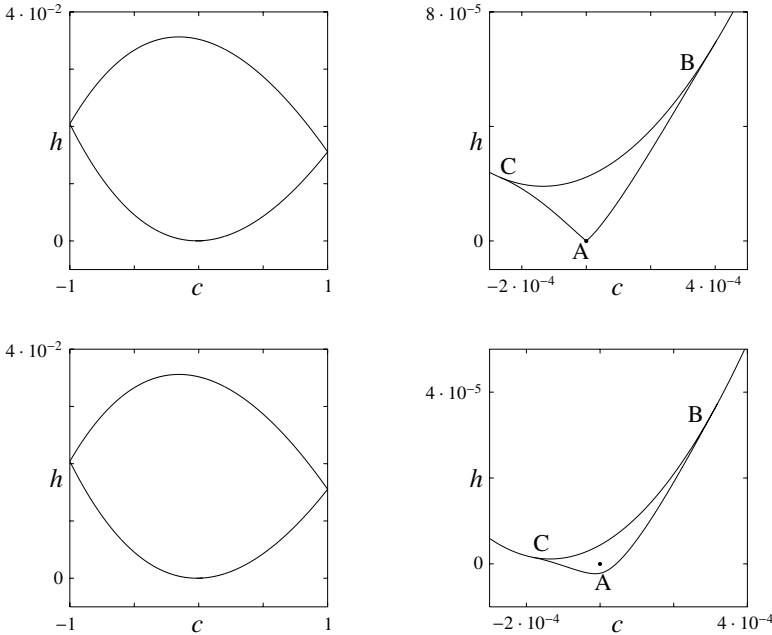 4 · 10⁻²
h
0
−1
c
1
8 · 10⁻⁵
B
h
C
0
A
−2 · 10⁻⁴
c
4 · 10⁻⁴
4 · 10⁻²
h
0
−1
c
1
4 · 10⁻⁵
B
h
C
0
A
−2 · 10⁻⁴
c
4 · 10⁻⁴